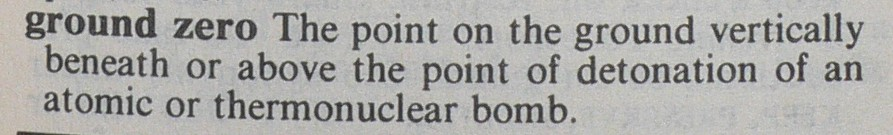 ground zero The point on the ground vertically
beneath or above the point of detonation of an
atomic or thermonuclear bomb.